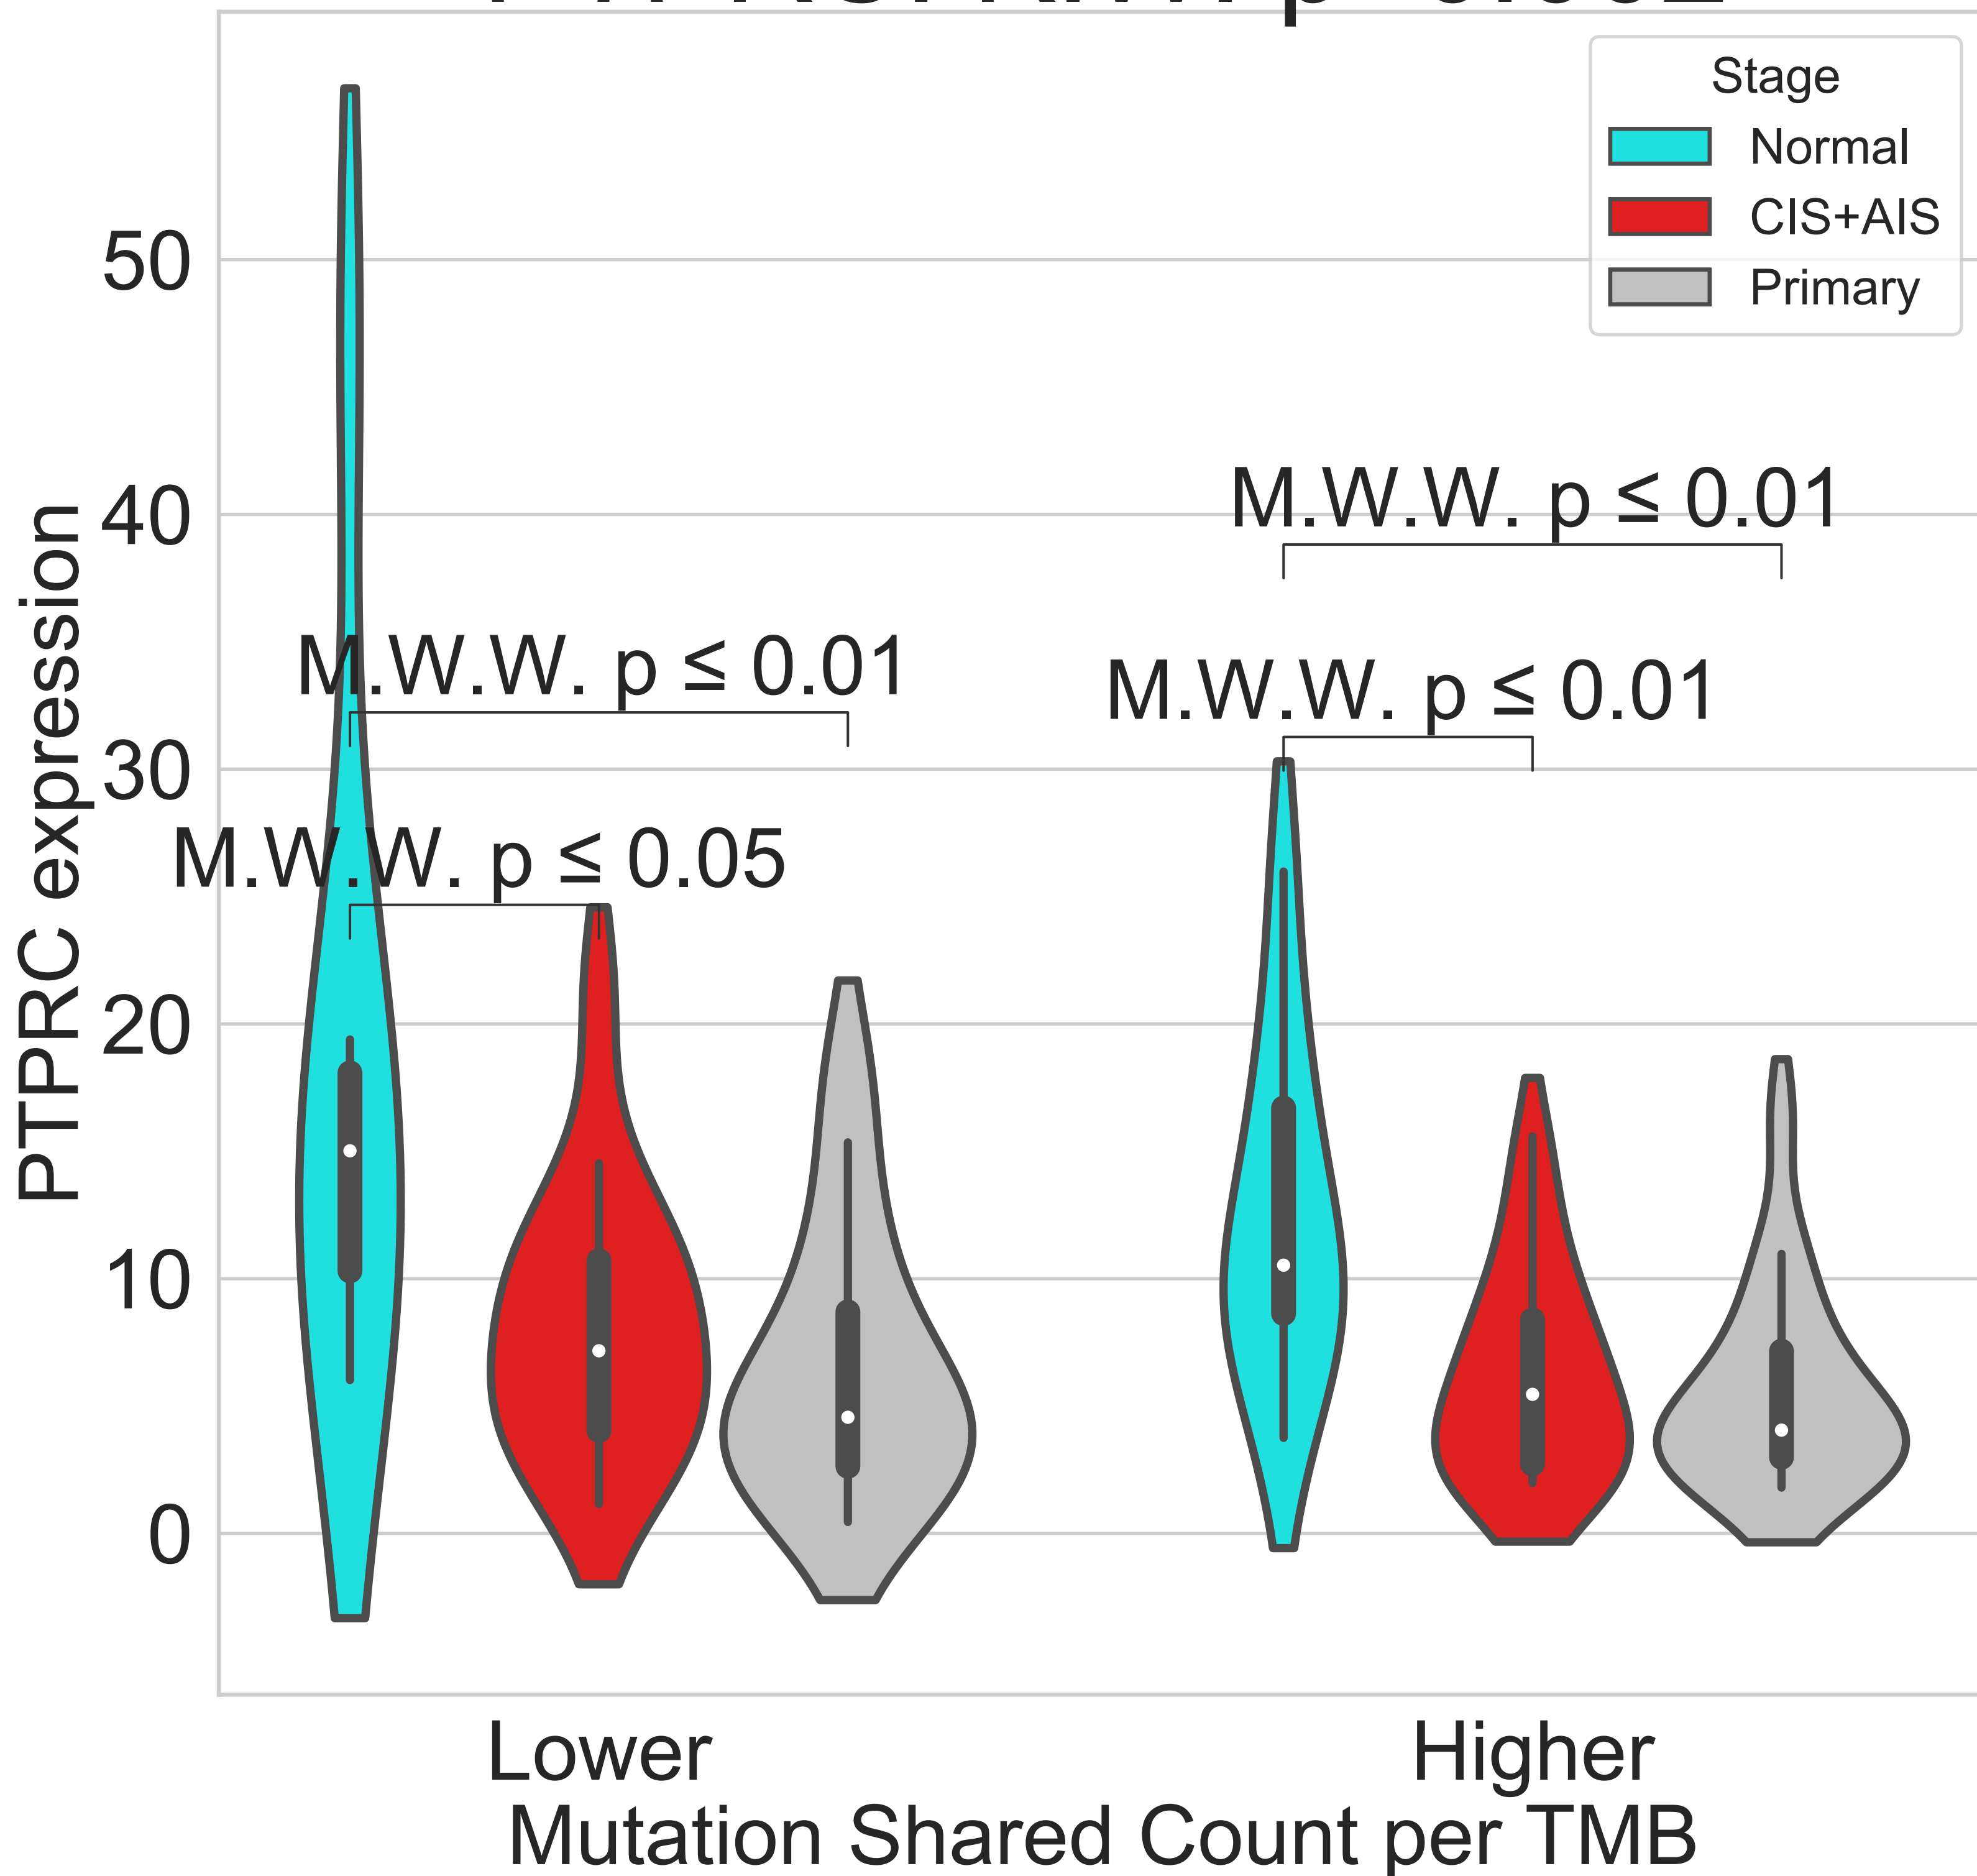 Stage
Normal
CIS+AIS
Primary
50
40
30
20
10
0
PTPRC expression
M.W.W. p ≤ 0.01
M.W.W. p ≤ 0.01
M.W.W. p ≤ 0.01
M.W.W. p ≤ 0.05
Lower
Higher
Mutation Shared Count per TMB